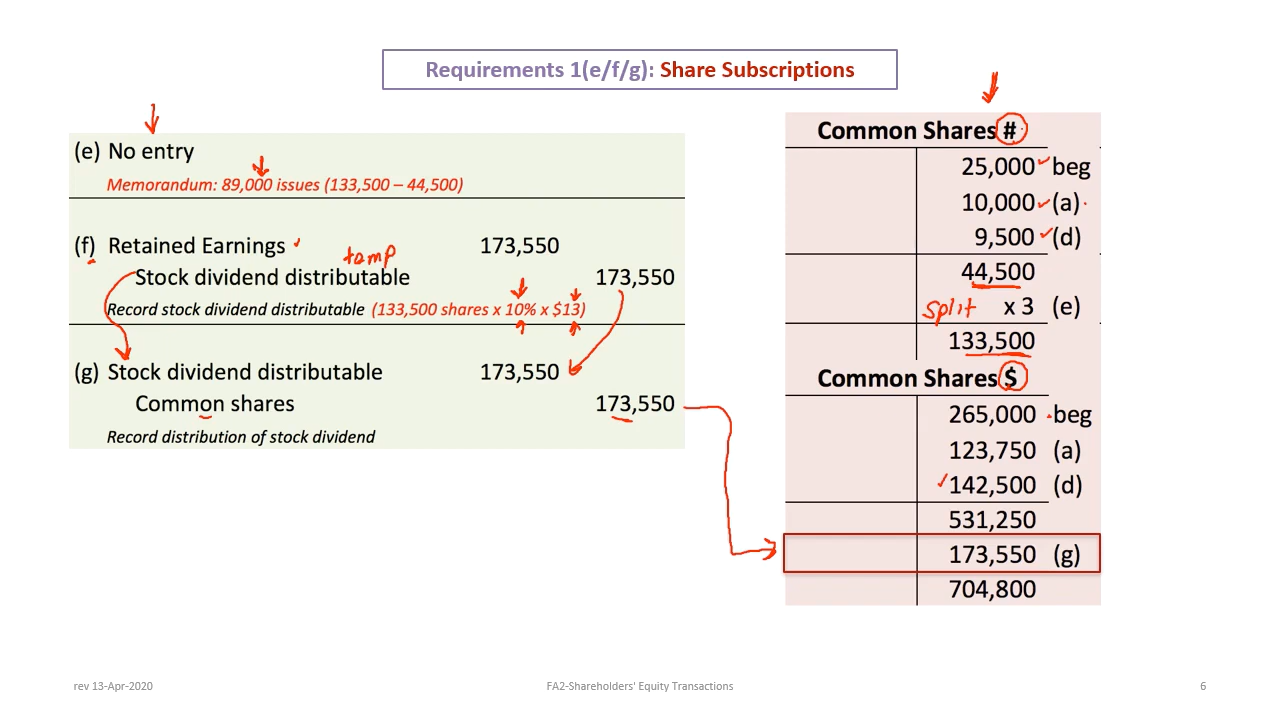 Requirements 1(e/f/g): Share Subscriptions
(e) No entry
Memorandum: 89,000 issues (133,500 – 44,500)
(f) Retained Earnings 173,550
temp
Stock dividend distributable 173,550
Record stock dividend distributable (133,500 shares x 10% x $13)
(g) Stock dividend distributable 173,550
Common shares 173,550
Record distribution of stock dividend
Common Shares #
25,000 beg
10,000 (a)
9,500 (d)
44,500
split x 3 (e)
133,500
Common Shares $
265,000 beg
123,750 (a)
142,500 (d)
531,250
173,550 (g)
704,800
rev 13-Apr-2020 FA2-Shareholders' Equity Transactions 6